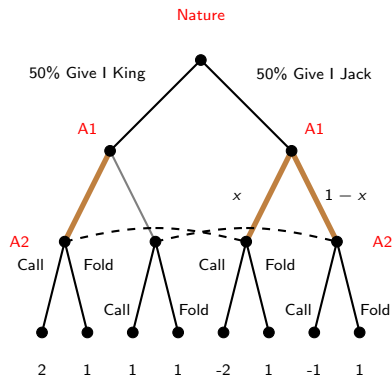 Nature
50% Give I King
50% Give I Jack
A1
A1
x
1 − x
A2
A2
Call
Fold
Call
Fold
Call
Fold
Call
Fold
2
1
1
1
-2
1
-1
1